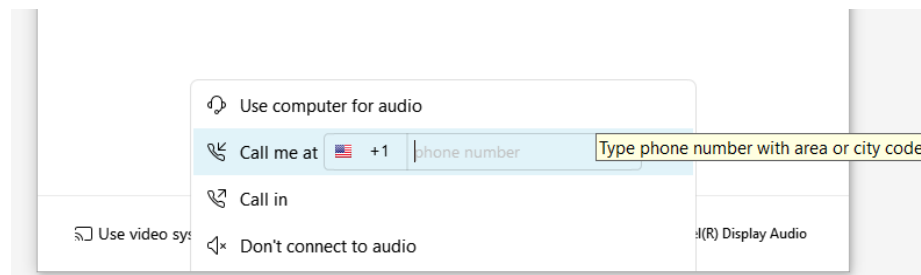 Use computer for audio
Call me at +1 phone number Type phone number with area or city code
Call in
Use video sys el(R) Display Audio
Don't connect to audio